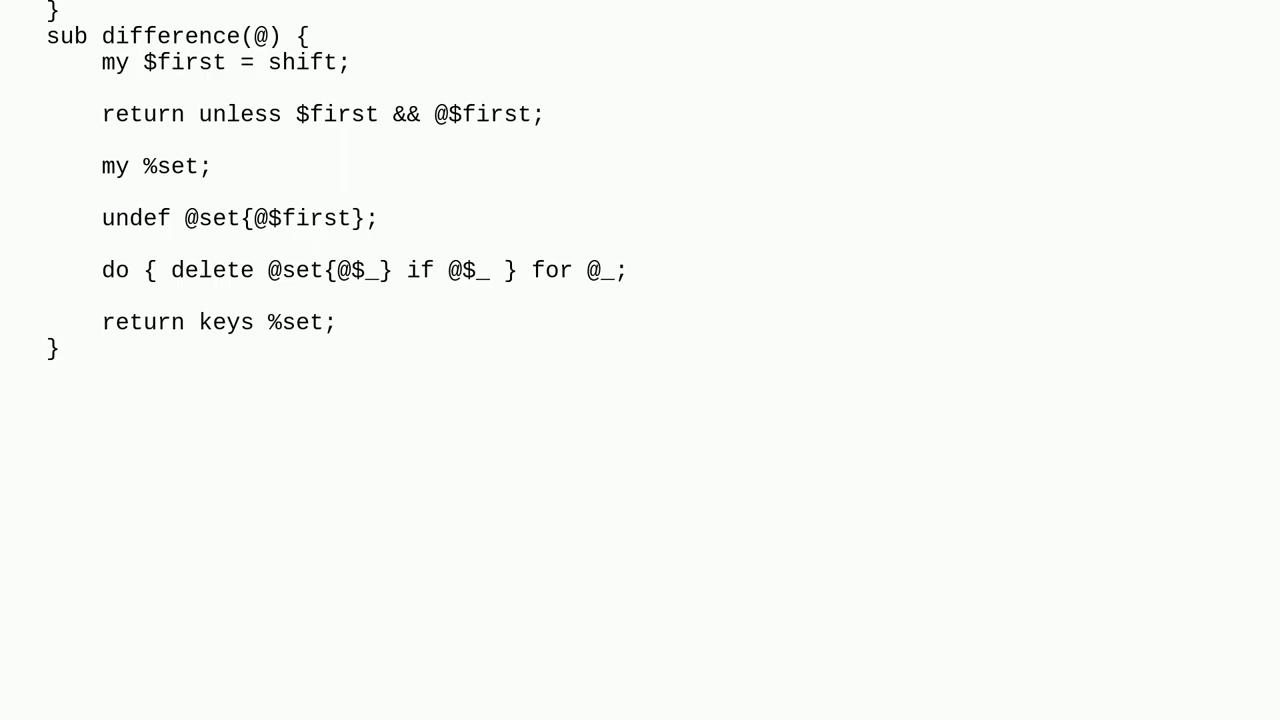 }
sub difference(@) {
    my $first = shift;
    return unless $first && @$first;
    my %set;
    undef @set{@$first};
    do { delete @set{@$_} if @$_ } for @_;
    return keys %set;
}